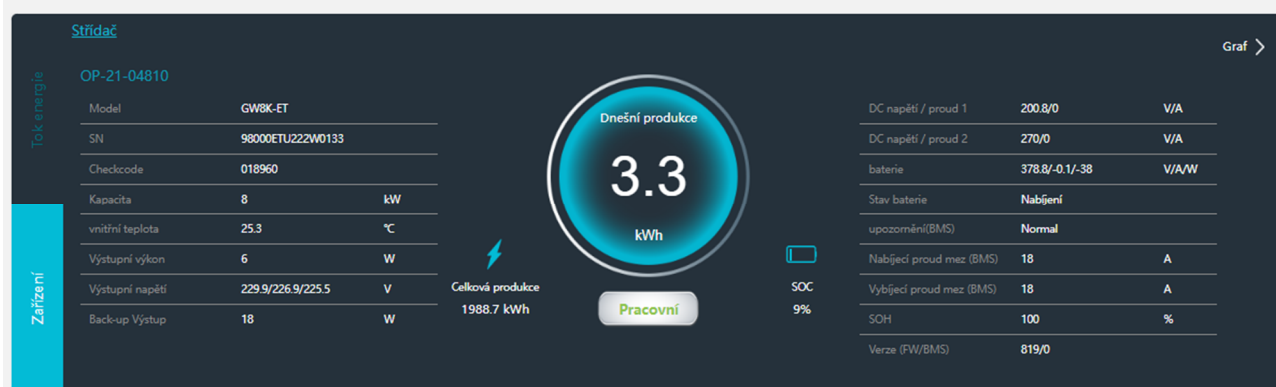 Střídač
Graf
Tok energie
Zařízení
OP-21-04810
Model GW8K-ET
SN 98000ETU222W0133
Checkcode 018960
Kapacita 8 kW
vnitřní teplota 25.3 °C
Výstupní výkon 6 W
Výstupní napětí 229.9/226.9/225.5 V
Back-up Výstup 18 W
Celková produkce
1988.7 kWh
Dnešní produkce
3.3
kWh
Pracovní
SOC
9%
DC napětí / proud 1 200.8/0 V/A
DC napětí / proud 2 270/0 V/A
baterie 378.8/-0.1/-38 V/A/W
Stav baterie Nabíjení
upozornění(BMS) Normal
Nabíjecí proud mez (BMS) 18 A
Vybíjecí proud mez (BMS) 18 A
SOH 100 %
Verze (FW/BMS) 819/0